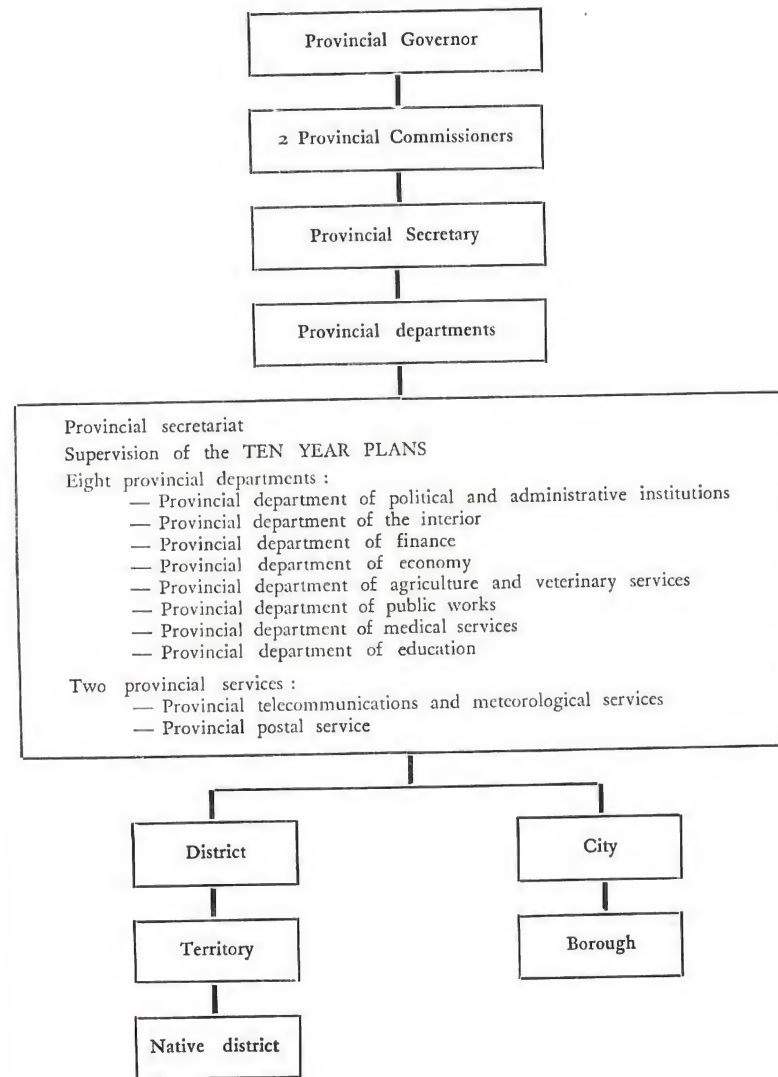 Provincial Governor
2 Provincial Commissioners
Provincial Secretary
Provincial departments
Provincial secretariat
Supervision of the TEN YEAR PLANS
Eight provincial departments :
— Provincial department of political and administrative institutions
— Provincial department of the interior
— Provincial department of finance
— Provincial department of economy
— Provincial department of agriculture and veterinary services
— Provincial department of public works
— Provincial department of medical services
— Provincial department of education
Two provincial services :
— Provincial telecommunications and meteorological services
— Provincial postal service
District
City
Territory
Borough
Native district